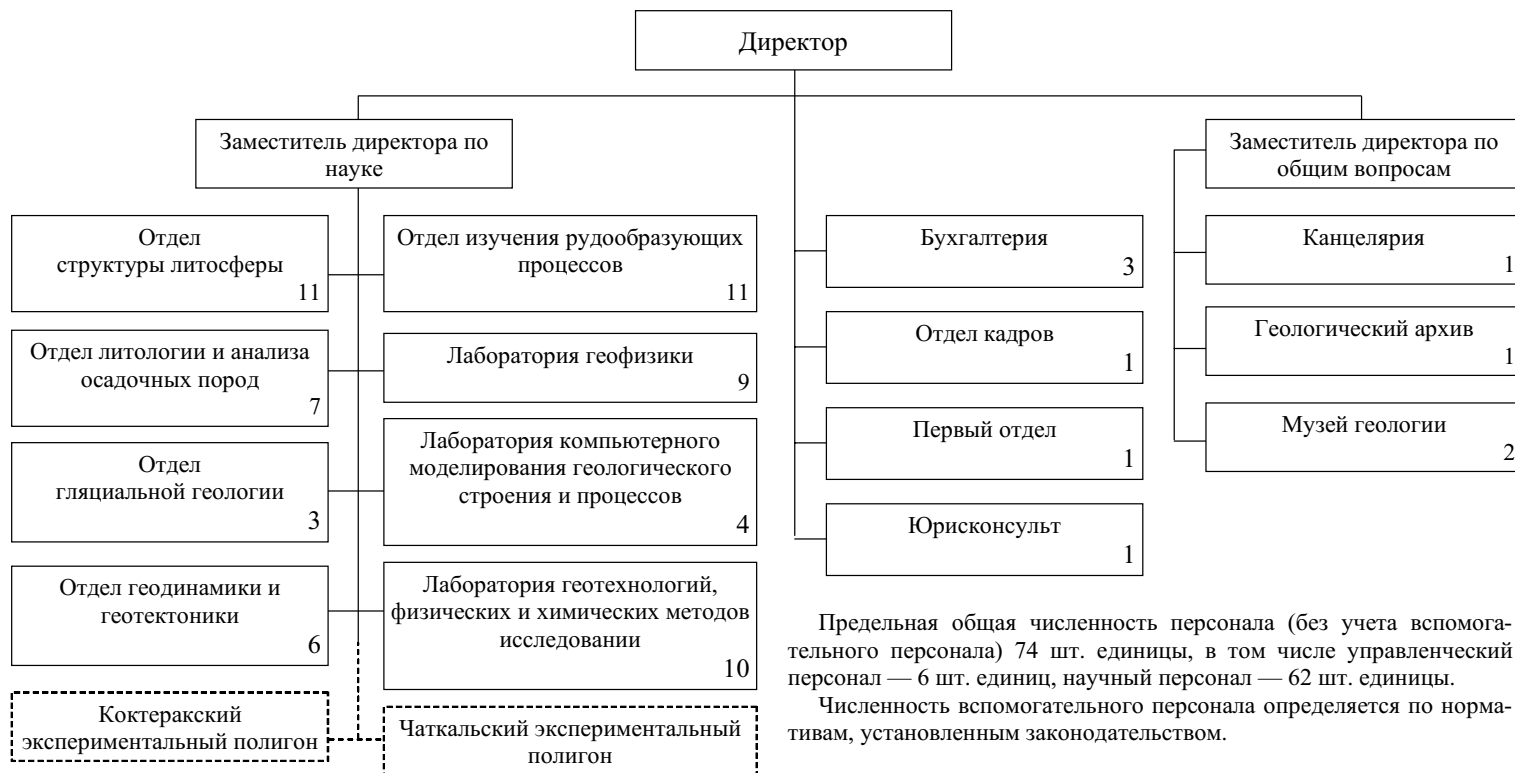 Директор
Заместитель директора по
науке
Отдел
структуры литосферы
11
Отдел изучения рудообразующих
процессов
11
Отдел литологии и анализа
осадочных пород
7
Лаборатория геофизики
9
Отдел
гляциальной геологии
3
Лаборатория компьютерного
моделирования геологического
строения и процессов
4
Отдел геодинамики и
геотектоники
6
Лаборатория геотехнологий,
физических и химических методов
исследовании
10
Коктеракский
экспериментальный полигон
Чаткальский экспериментальный
полигон
Бухгалтерия
3
Отдел кадров
1
Первый отдел
1
Юрисконсульт
1
Заместитель директора по
общим вопросам
Канцелярия
1
Геологический архив
1
Музей геологии
2
Предельная общая численность персонала (без учета вспомога-
тельного персонала) 74 шт. единицы, в том числе управленческий
персонал — 6 шт. единиц, научный персонал — 62 шт. единицы.
Численность вспомогательного персонала определяется по норма-
тивам, установленным законодательством.